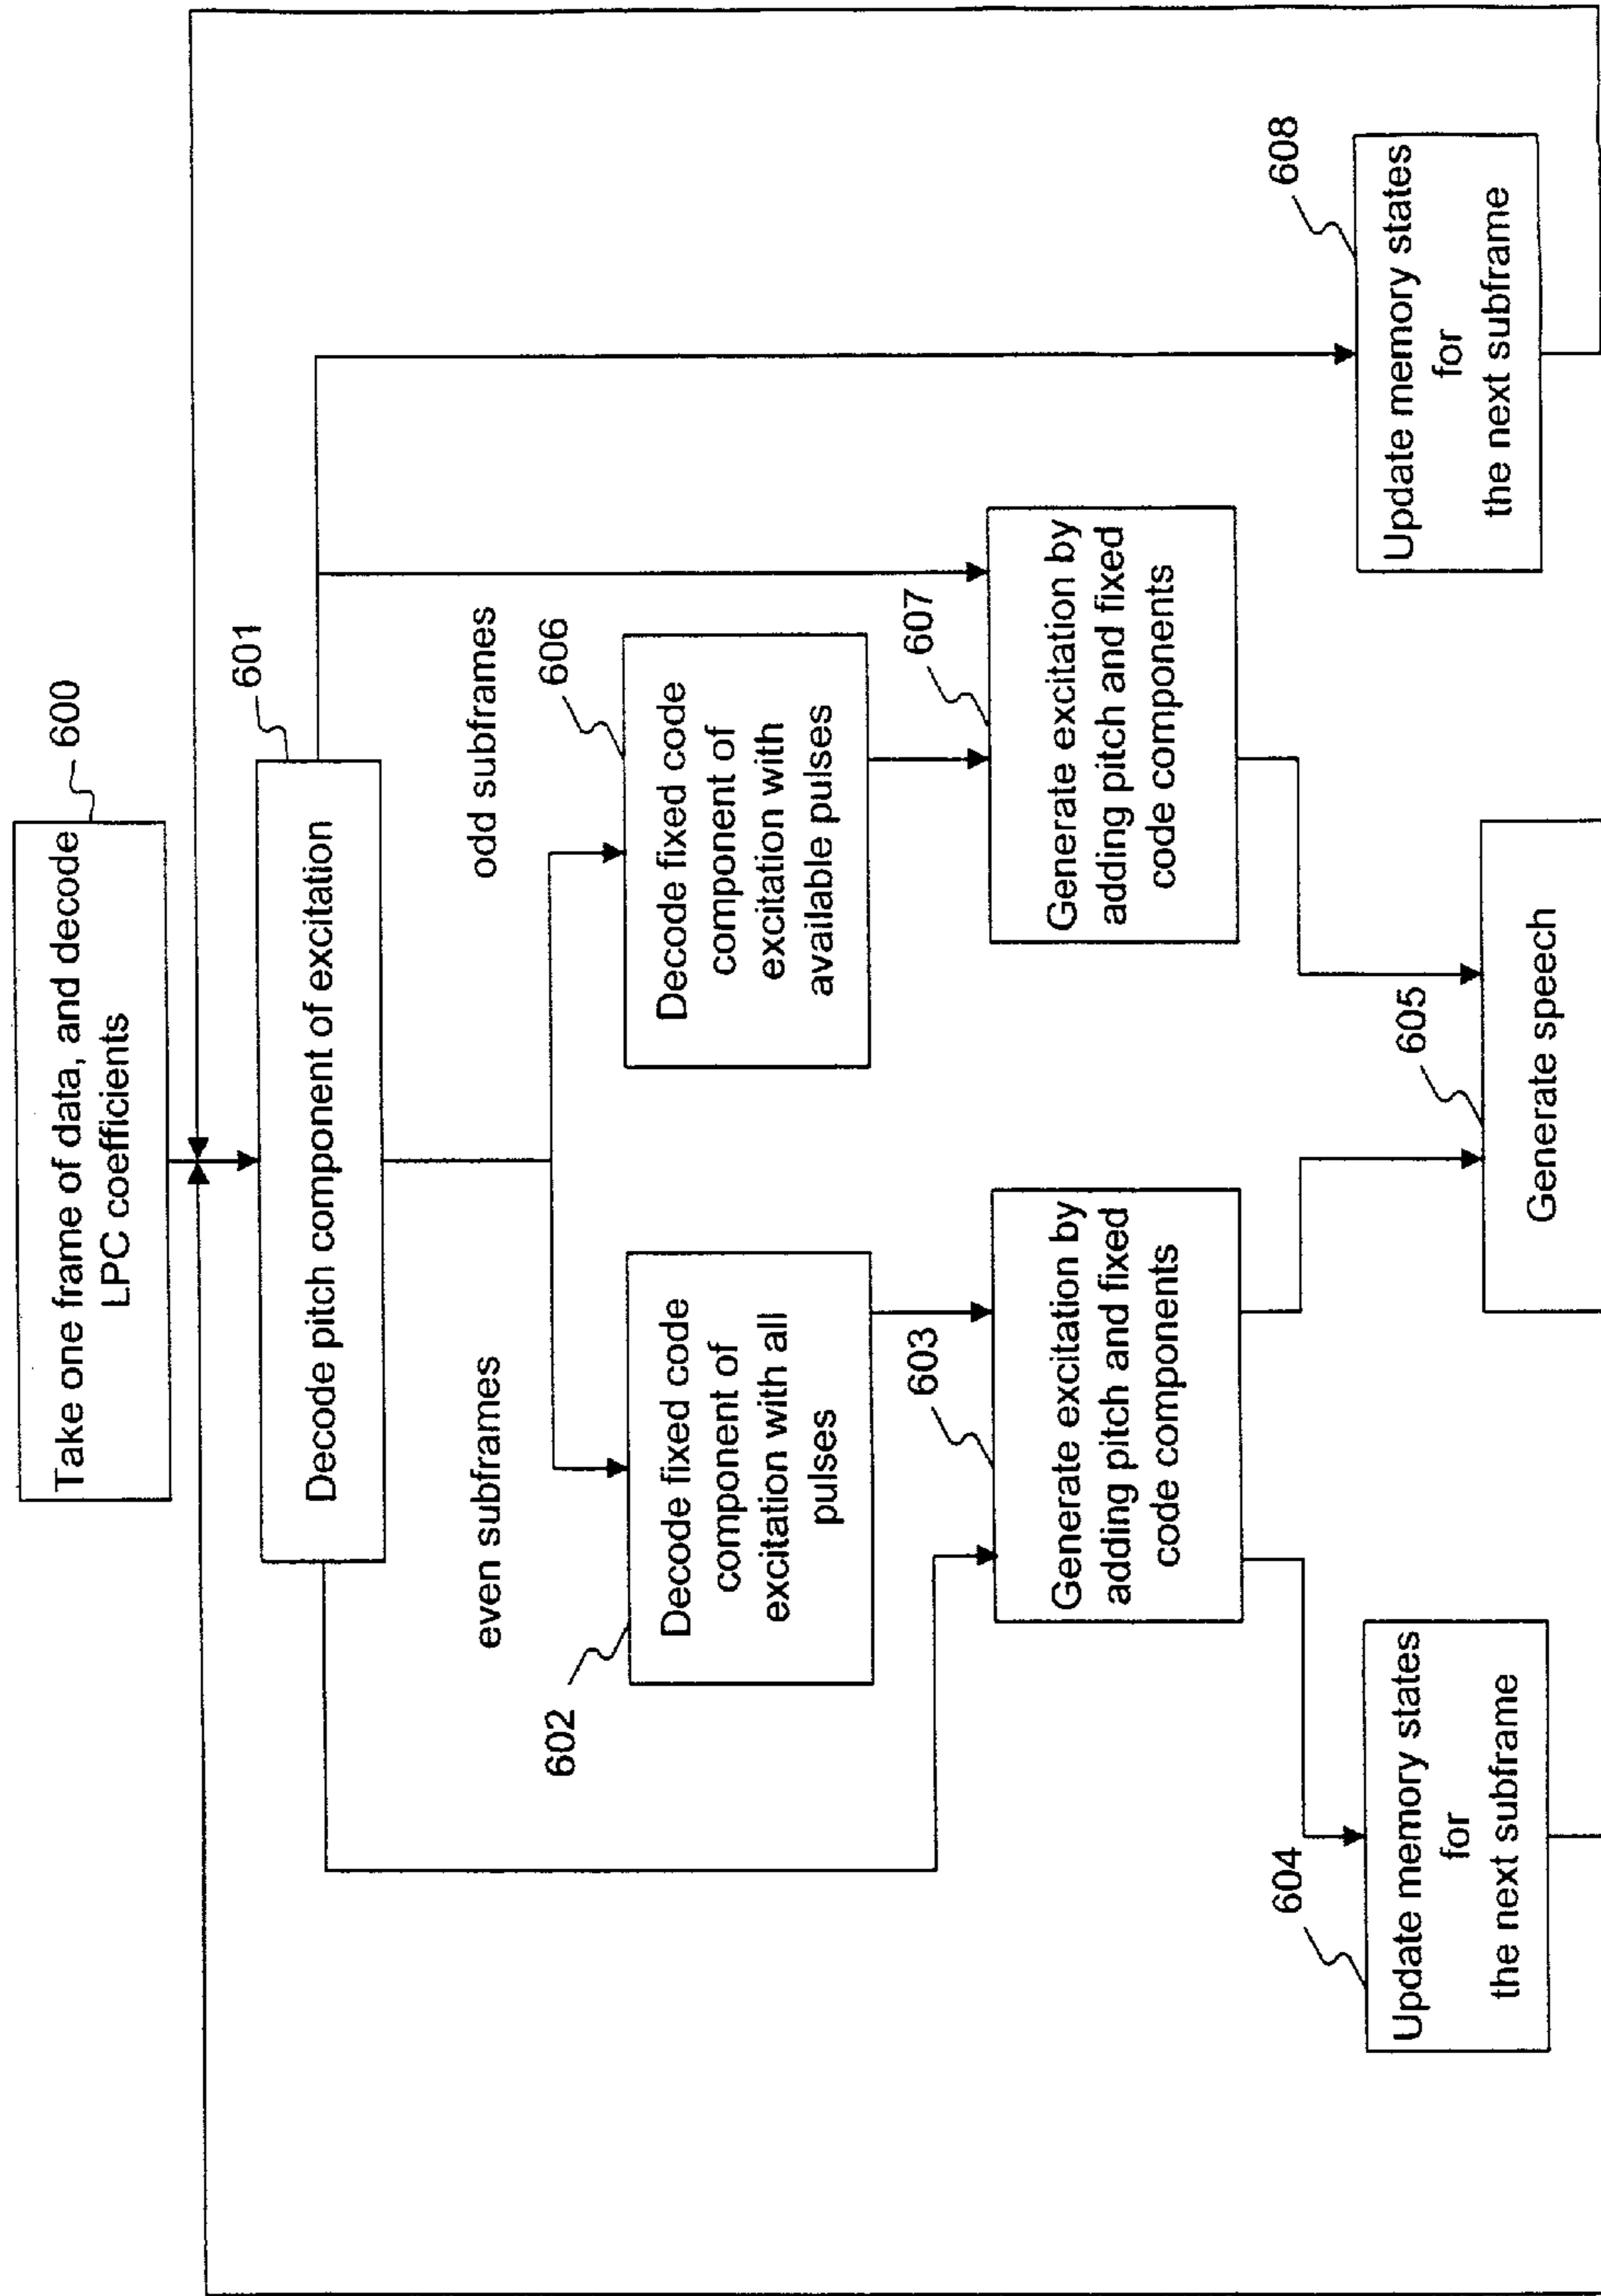 Take one frame of data, and decode
LPC coefficients
600
Decode pitch component of excitation
601
even subframes
odd subframes
602
Decode fixed code
component of
excitation with all
pulses
606
Decode fixed code
component of
excitation with
available pulses
603
Generate excitation by
adding pitch and fixed
code components
607
Generate excitation by
adding pitch and fixed
code components
604
Update memory states
for
the next subframe
605
Generate speech
608
Update memory states
for
the next subframe